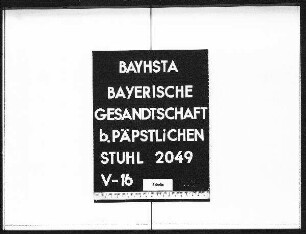 BAYHSTA
BAYERISCHE
GESANDTSCHAFT
b. PÄPSTLiCHEN
STUHL 2049
V-16